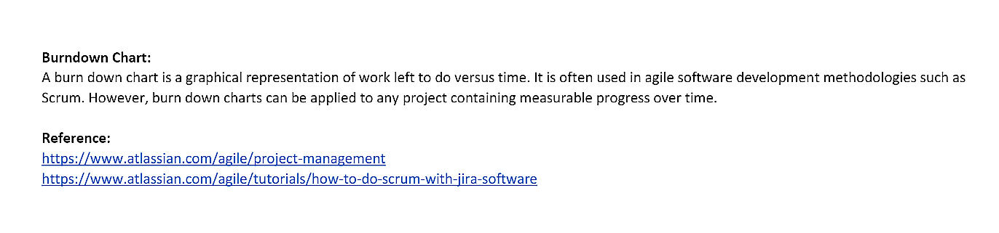 Burndown Chart:
A burn down chart is a graphical representation of work left to do versus time. It is often used in agile software development methodologies such as
Scrum. However, burn down charts can be applied to any project containing measurable progress over time.
Reference:
https://www.atlassian.com/agile/project-management
https://www.atlassian.com/agile/tutorials/how-to-do-scrum-with-jira-software